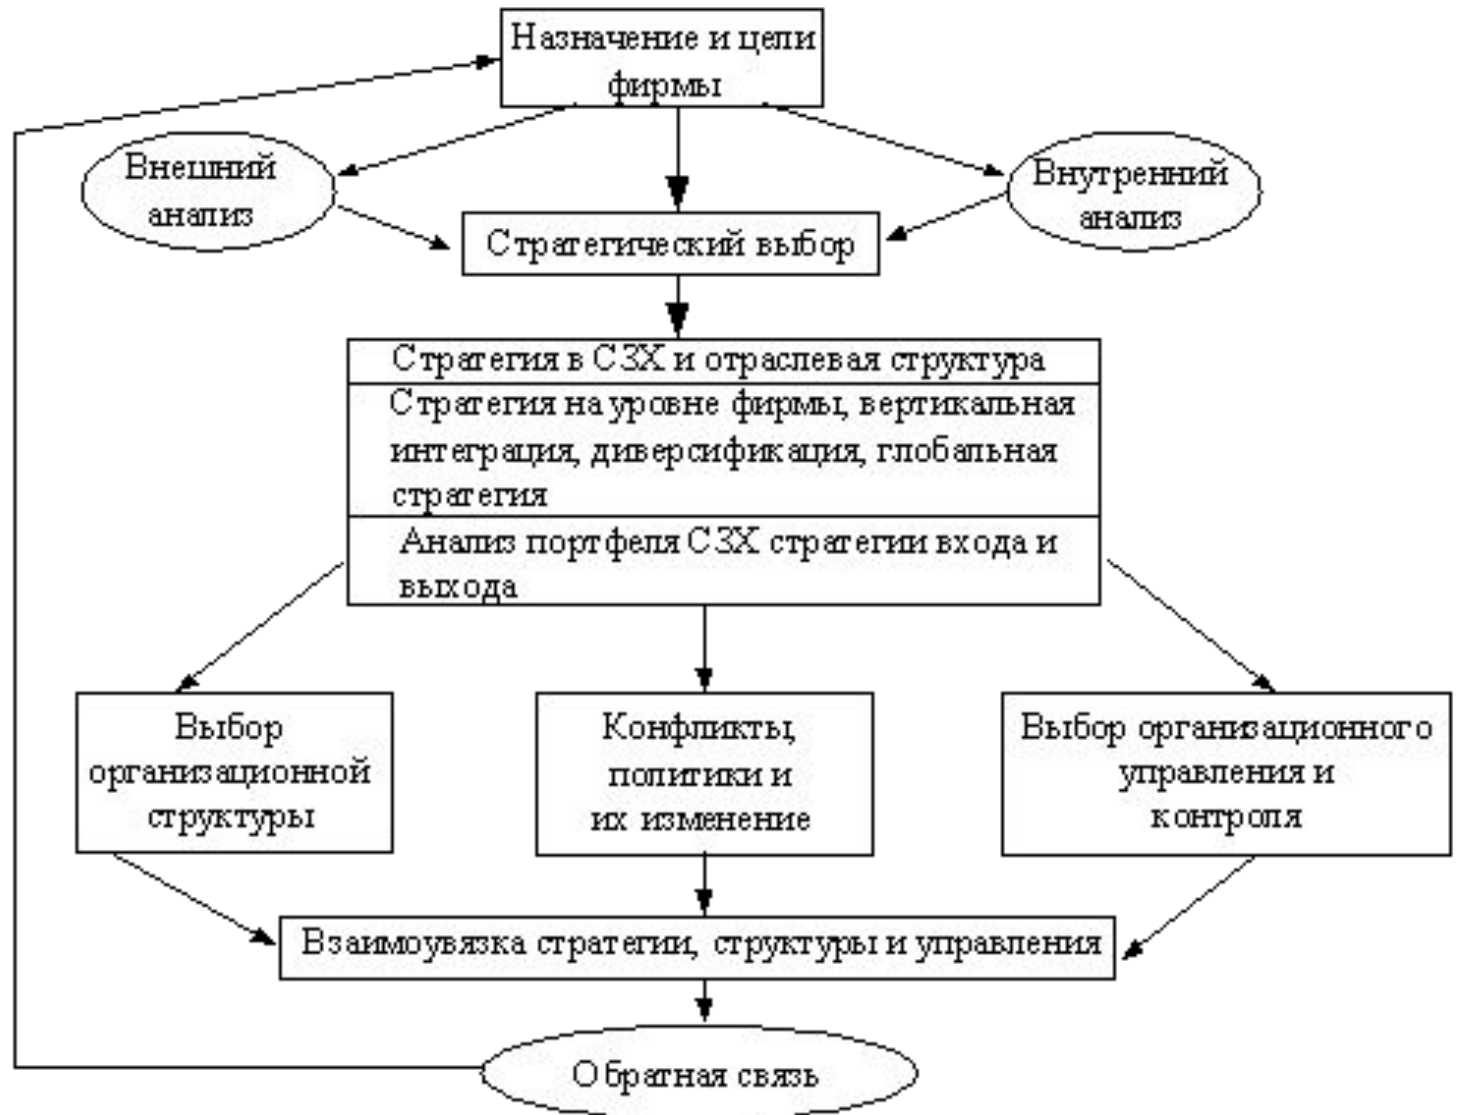 Назначение и цели
фирмы
Внешний
анализ
Внутренний
анализ
Стратегический выбор
Стратегия в СЗХ и отраслевая структура
Стратегия на уровне фирмы, вертикальная
интеграция, диверсификация, глобальная
стратегия
Анализ портфеля СЗХ стратегии входа и
выхода
Выбор
организационной
структуры
Конфликты,
политики и
их изменение
Выбор организационного
управления и
контроля
Взаимоувязка стратегии, структуры и управления
Обратная связь